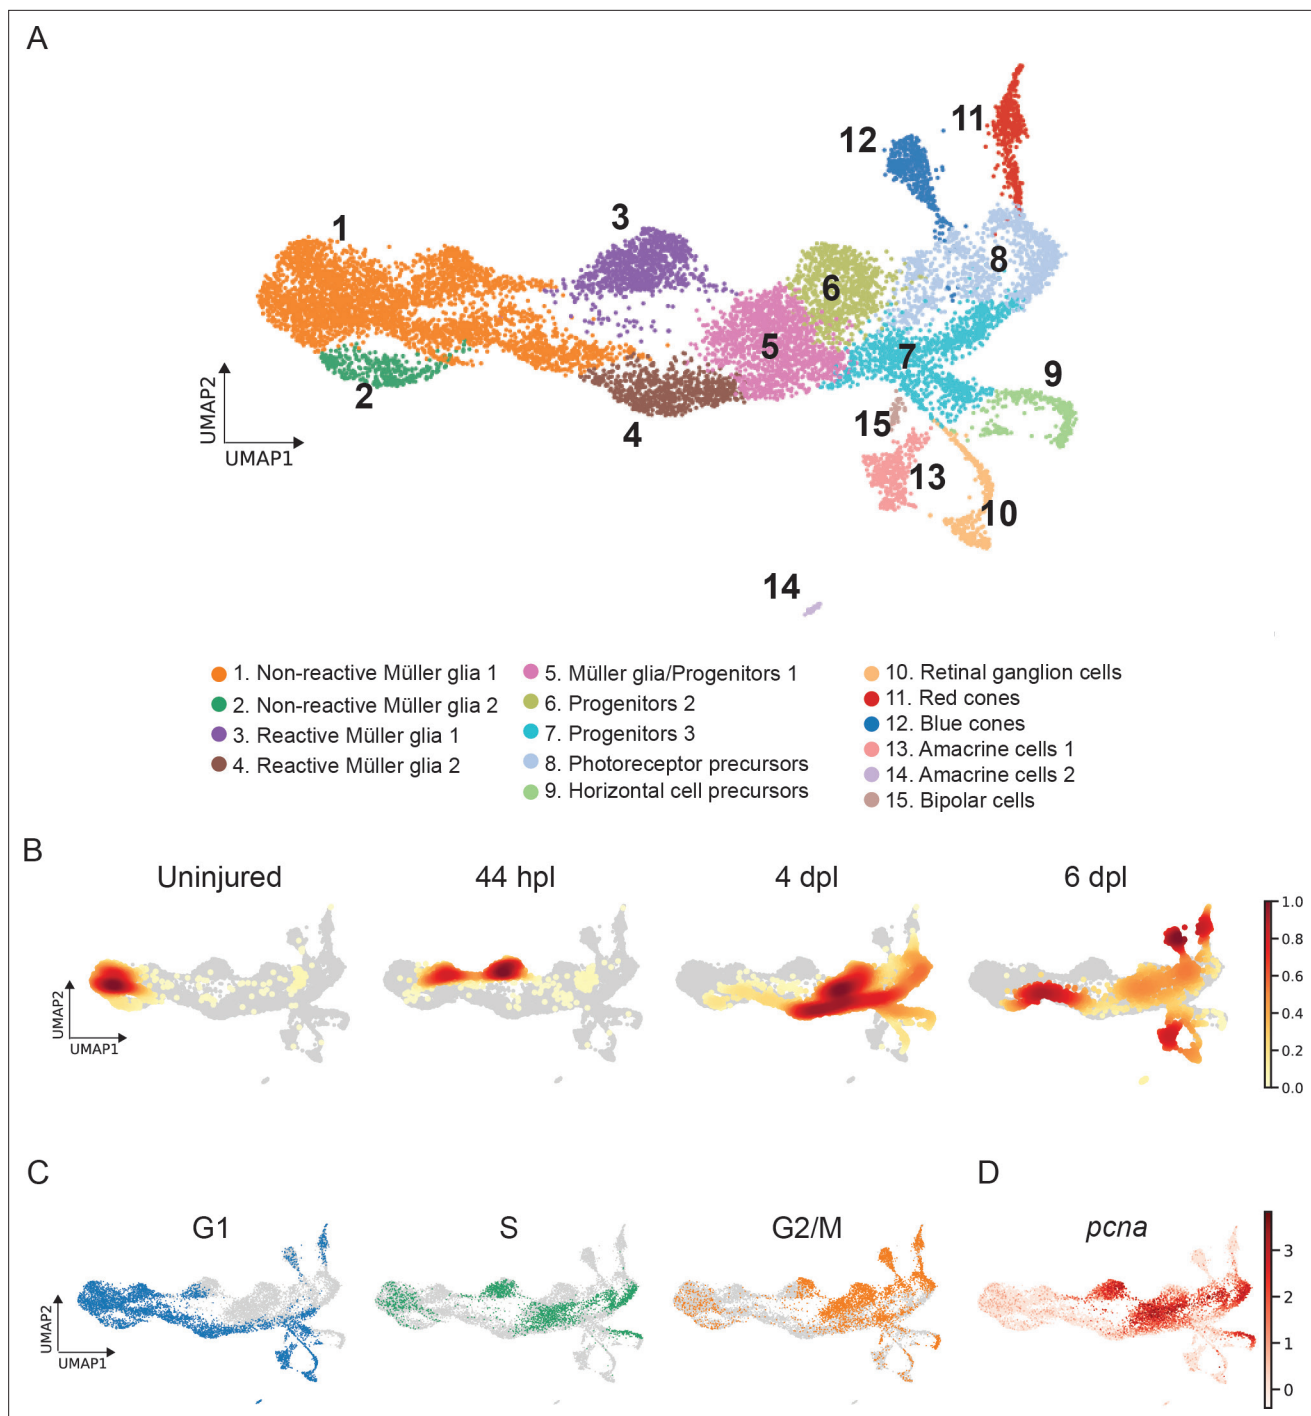 A
11
12
1
3
8
6
5
7
9
2
15
4
13
10
14
UMAP2
UMAP1
1. Non-reactive Müller glia 1
2. Non-reactive Müller glia 2
3. Reactive Müller glia 1
4. Reactive Müller glia 2
5. Müller glia/Progenitors 1
6. Progenitors 2
7. Progenitors 3
8. Photoreceptor precursors
9. Horizontal cell precursors
10. Retinal ganglion cells
11. Red cones
12. Blue cones
13. Amacrine cells 1
14. Amacrine cells 2
15. Bipolar cells
B
Uninjured
44 hpl
4 dpl
6 dpl
1.0
0.8
0.6
0.4
0.2
0.0
UMAP2
UMAP1
C
D
G1
S
G2/M
pcna
3
2
1
0
UMAP2
UMAP1